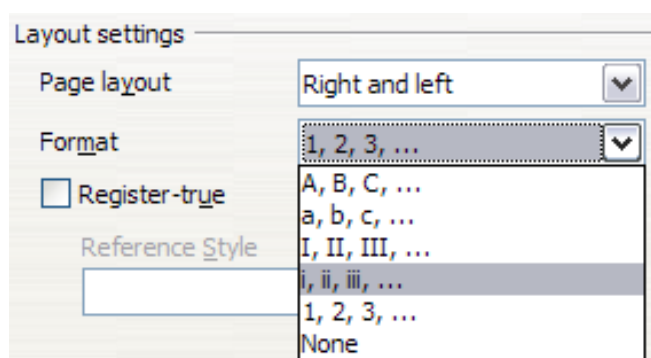 Layout settings
Page layout Right and left
Format 1, 2, 3, ...
Register-true A, B, C, ...
a, b, c, ...
Reference Style I, II, III, ...
i, ii, iii, ...
1, 2, 3, ...
None